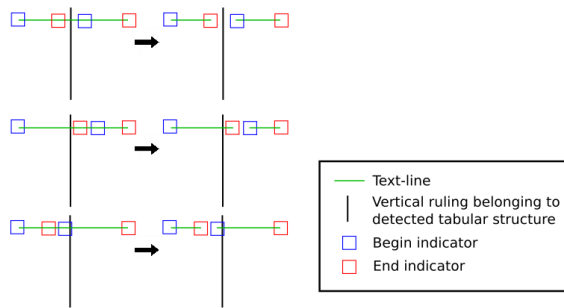 Text-line
Vertical ruling belonging to
detected tabular structure
Begin indicator
End indicator